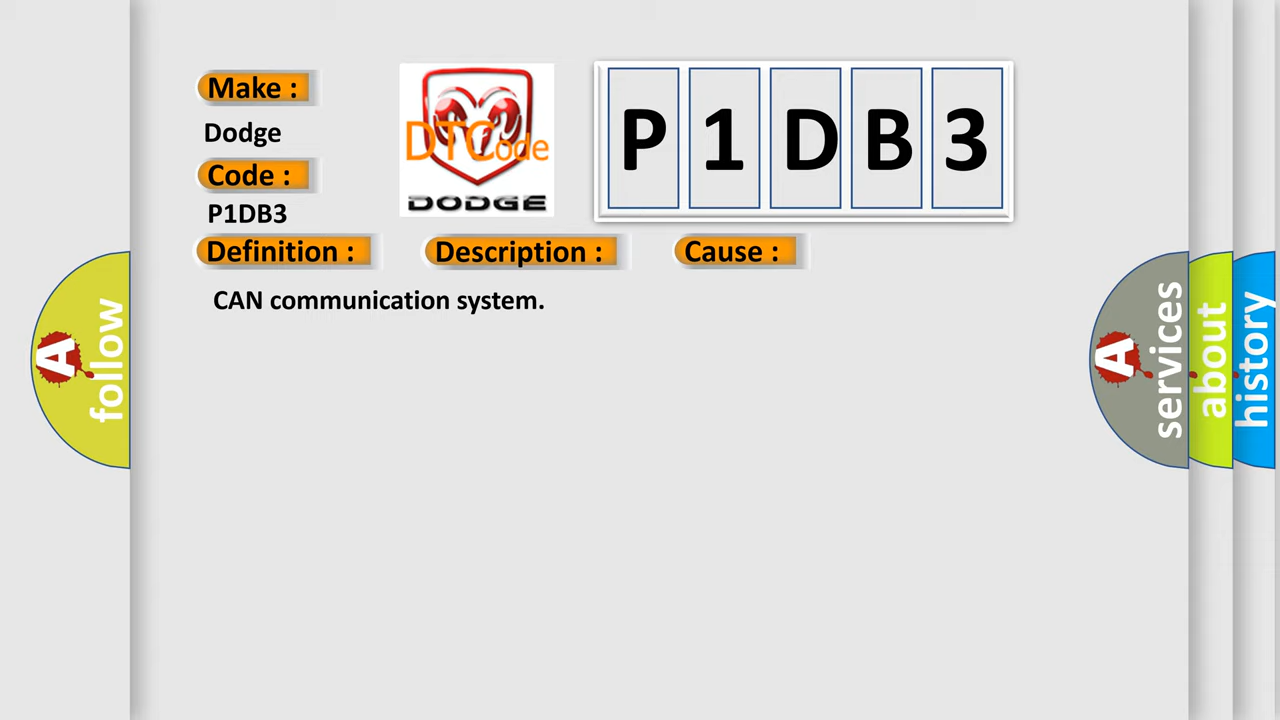 Make :
Dodge
Code :
P1DB3
DTCode
DODGE
P 1 D B 3
Definition : Description : Cause :
CAN communication system.
A follow
A services
about
history